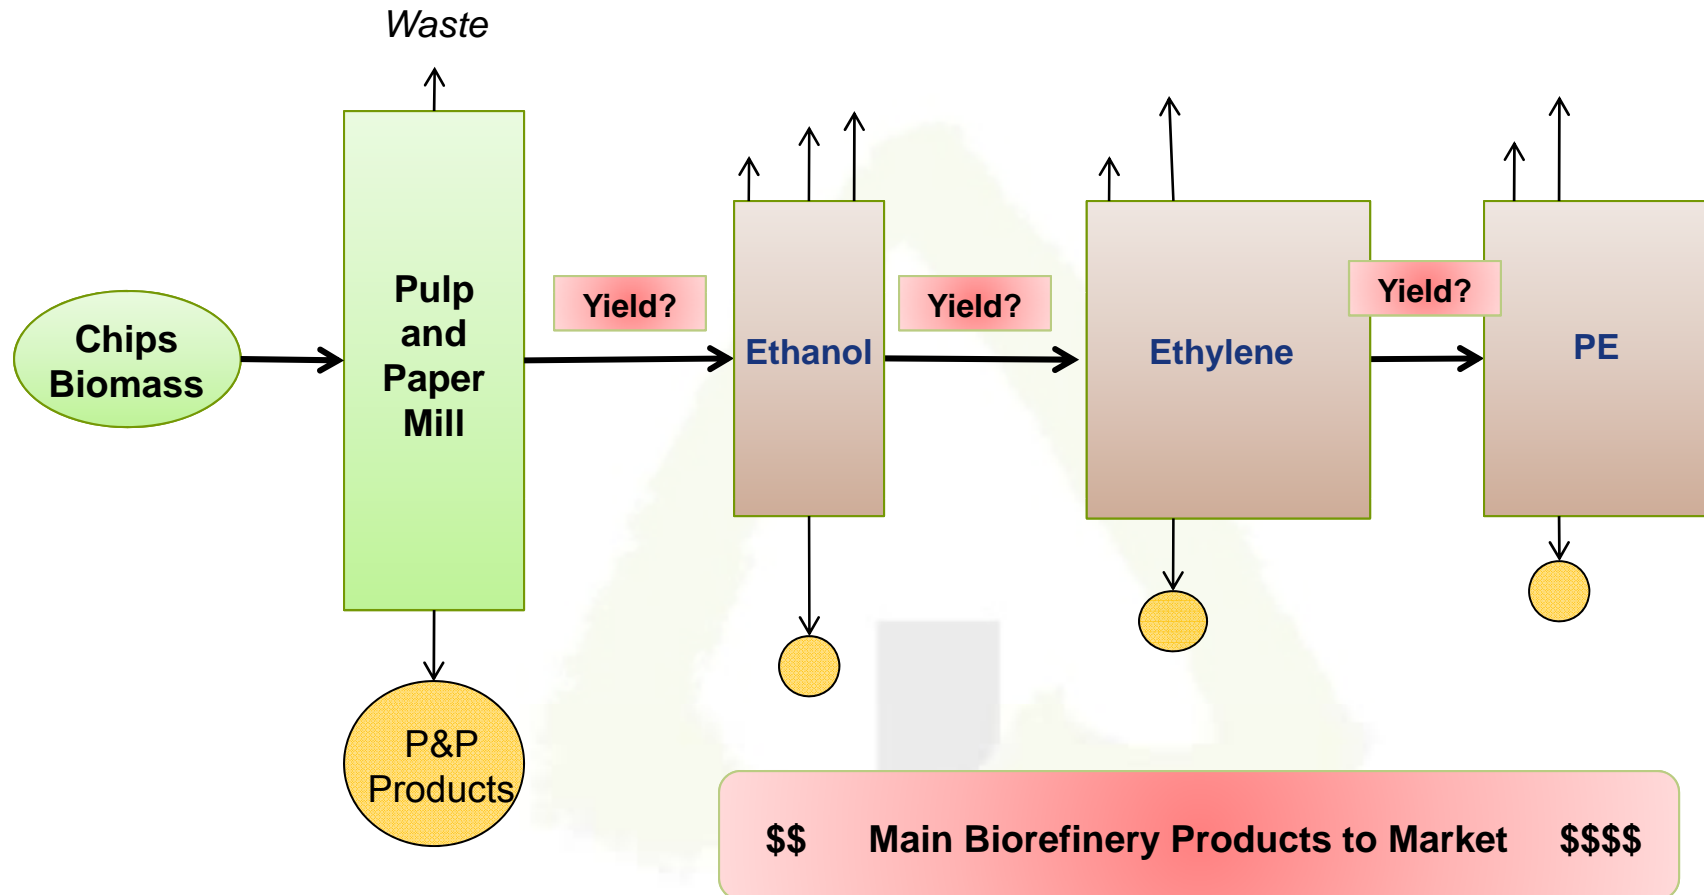 Waste
Chips
Biomass
Pulp
and
Paper
Mill
Yield?
Ethanol
Yield?
Ethylene
Yield?
PE
P&P
Products
$$ Main Biorefinery Products to Market $$$$